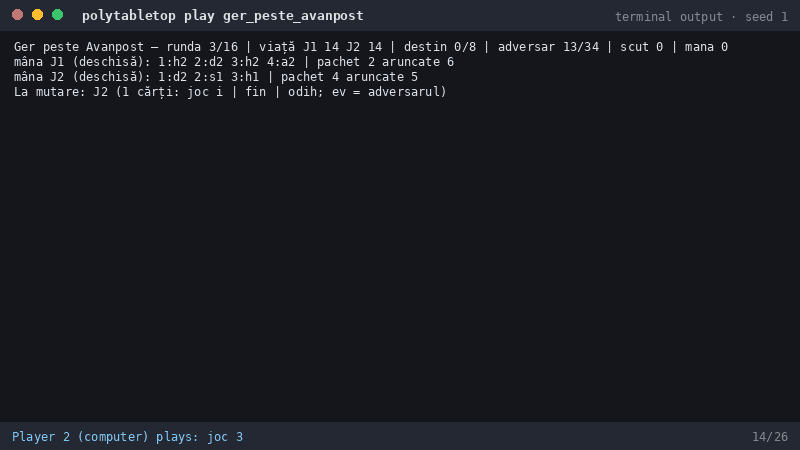 polytabletop play ger_peste_avanpost
terminal output · seed 1
Ger peste Avanpost — runda 3/16 | viață J1 14 J2 14 | destin 0/8 | adversar 13/34 | scut 0 | mana 0
mâna J1 (deschisă): 1:h2 2:d2 3:h2 4:a2 | pachet 2 aruncate 6
mâna J2 (deschisă): 1:d2 2:s1 3:h1 | pachet 4 aruncate 5
La mutare: J2 (1 cărți: joc i | fin | odih; ev = adversarul)
Player 2 (computer) plays: joc 3
14/26